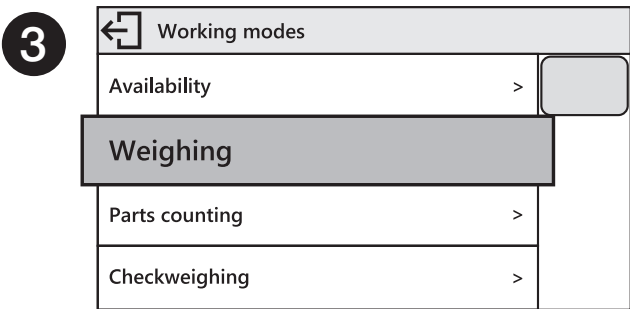 3
Working modes
Availability >
Weighing
Parts counting >
Checkweighing >